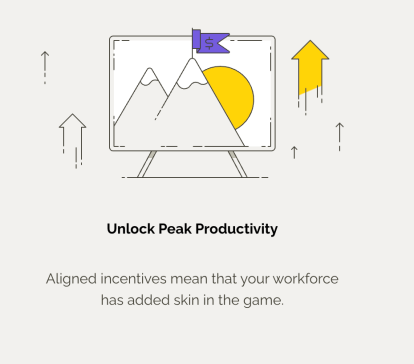 $
Unlock Peak Productivity
Aligned incentives mean that your workforce
has added skin in the game.